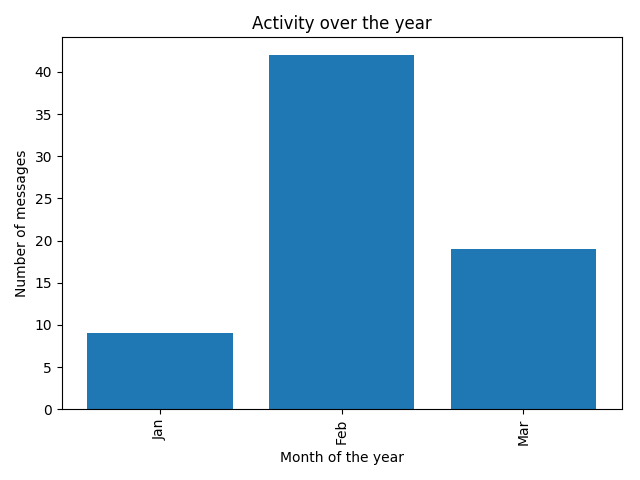 Activity over the year
Number of messages
40
35
30
25
20
15
10
5
0
Jan
Feb
Mar
Month of the year